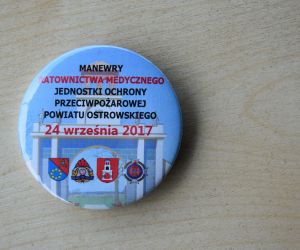 MANEWRY
RATOWNICTWA MEDYCZNEGO
JEDNOSTKI OCHRONY
PRZECIWPOŻAROWEJ
POWIATU OSTROWSKIEGO
24 września 2017